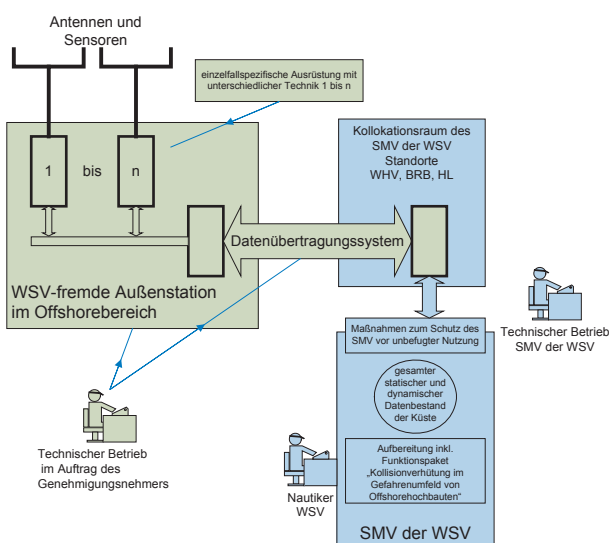 Antennen und
Sensoren
einzelfallspezifische Ausrüstung mit
unterschiedlicher Technik 1 bis n
1 bis n
Kollokationsraum des
SMV der WSV
Standorte
WHV, BRB, HL
Datenübertragungssystem
WSV-fremde Außenstation
im Offshorebereich
Maßnahmen zum Schutz des
SMV vor unbefugter Nutzung
Technischer Betrieb
SMV der WSV
gesamter
statischer und
dynamischer
Datenbestand
der Küste
Technischer Betrieb
im Auftrag des
Genehmigungsnehmers
Aufbereitung inkl.
Funktionspaket
„Kollisionverhütung im
Gefahrenumfeld von
Offshorehochbauten“
Nautiker
WSV
SMV der WSV